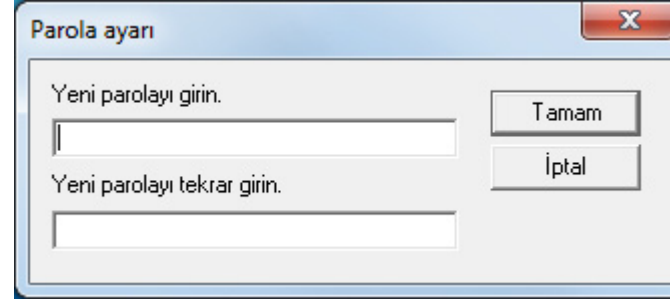 Parola ayarı
Yeni parolayı girin.
Tamam
İptal
Yeni parolayı tekrar girin.